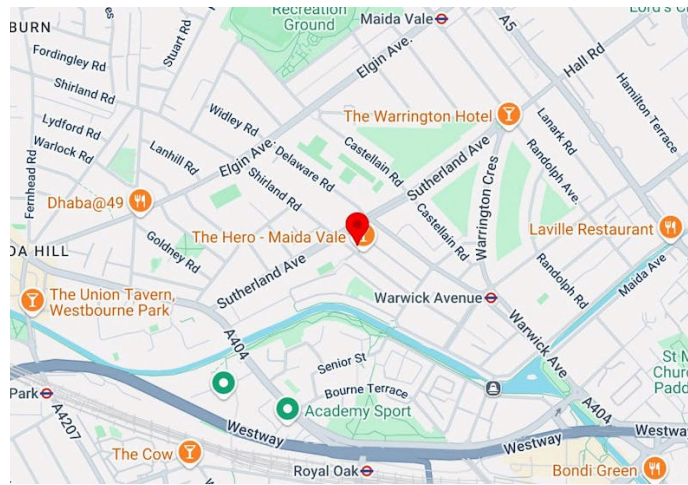 Recreation
Ground
Maida Vale
Lord's C
BURN
Stuart Rd
A5
Fordingley Rd
Elgin Ave.
Hall Rd
Hamilton Terrace
Shirland Rd
Widley Rd
The Warrington Hotel
Lydford Rd
Warlock Rd
Lanhill Rd
Elgin Ave.
Delaware Rd
Castellain Rd
Sutherland Ave
Lanark Rd
Randolph Ave.
Fernhead Rd
Shirland Rd
Dhaba@49
Castellain Rd
Warrington Cres
Laville Restaurant
DA HILL
Goldney Rd
The Hero - Maida Vale
Sutherland Ave
Randolph Rd
Maida Ave
The Union Tavern,
Westbourne Park
Warwick Avenue
A404
Warwick Ave
Senior St
St M
Church
Padd
Bourne Terrace
Park
A4207
Academy Sport
A404
Westway
Westway
Westway
The Cow
Royal Oak
Bondi Green